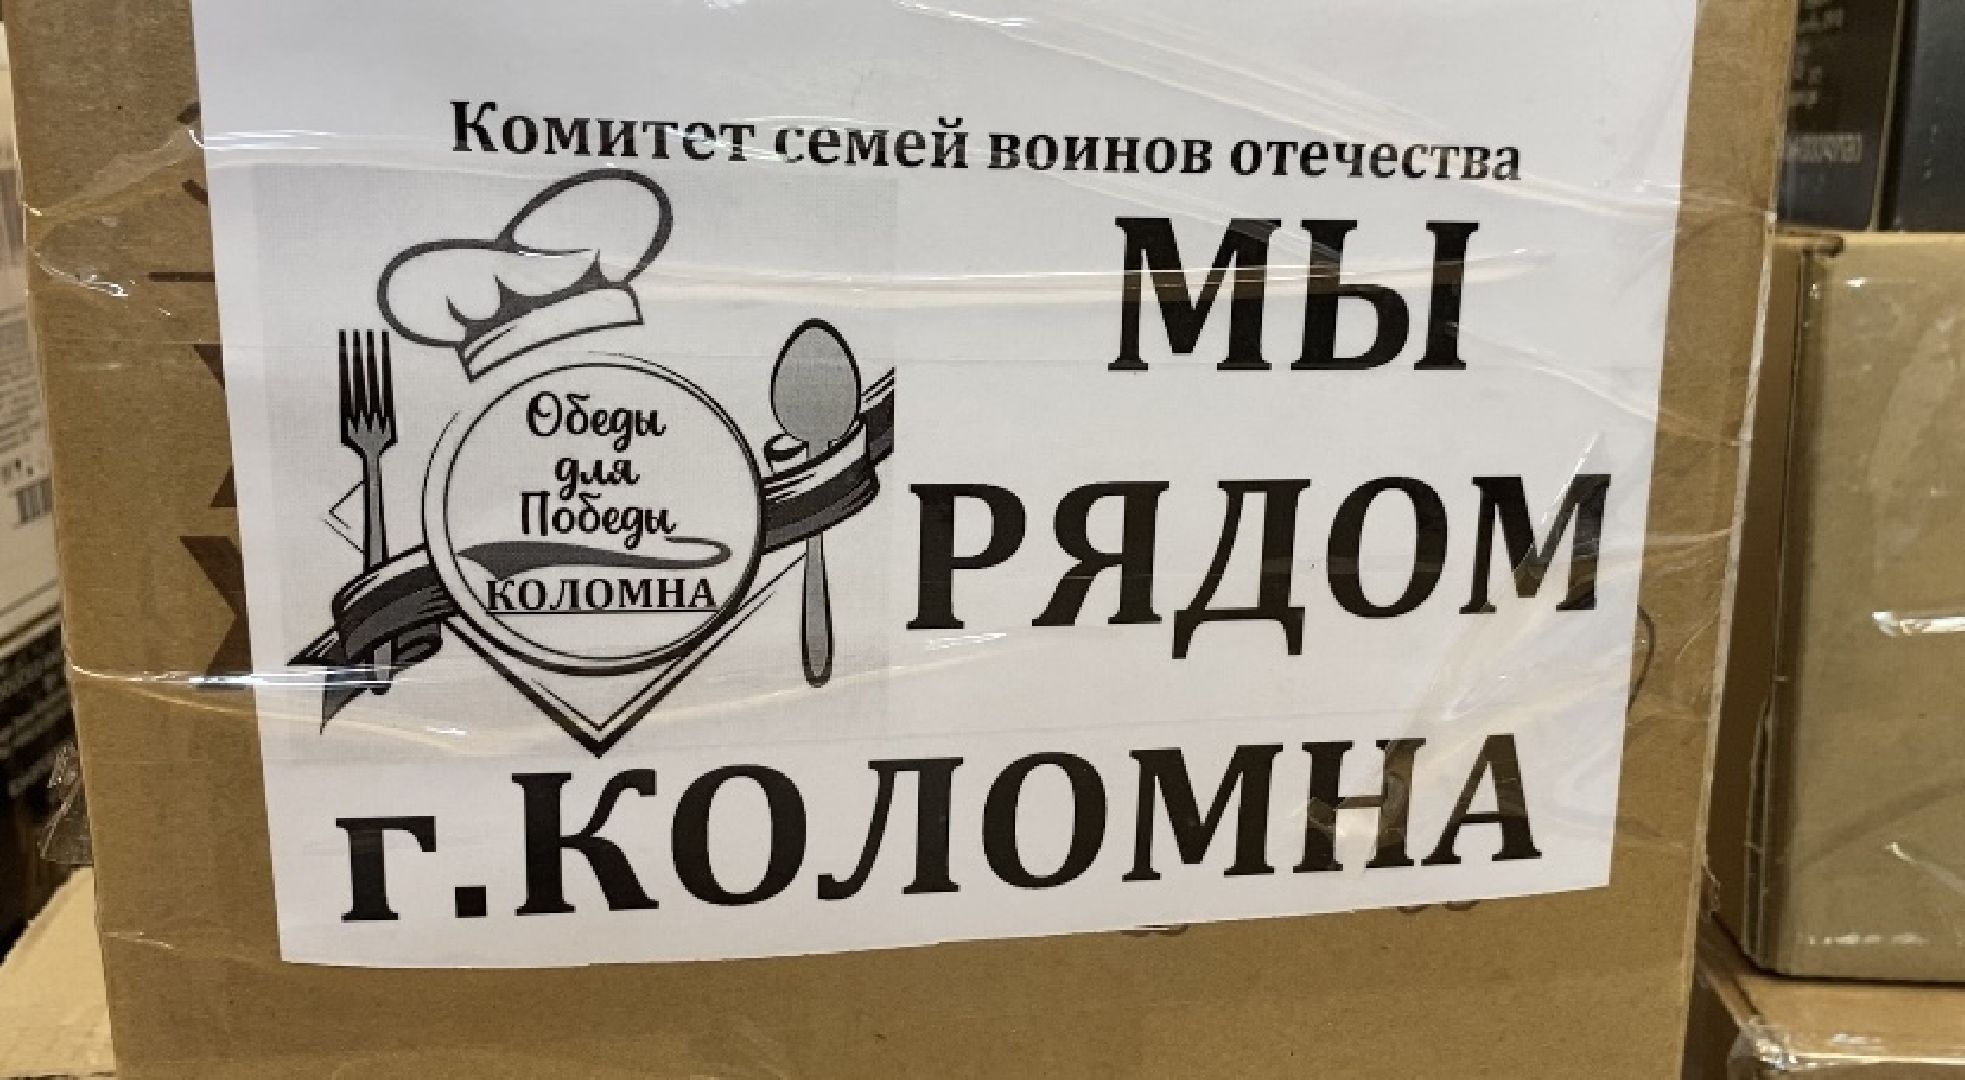 Комитет семей воинов отечества
Обеды
для
Победы
КОЛОМНА
МЫ
РЯДОМ
г.КОЛОМНА